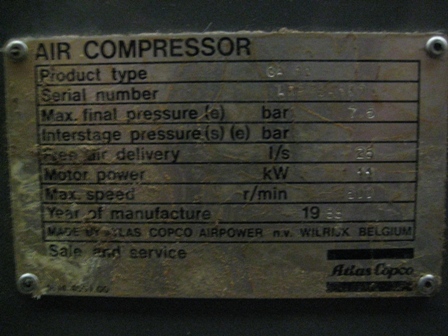 AIR COMPRESSOR
Product type
Serial number
Max. final pressure (e) bar
Interstage pressure(s) (e) bar
Free air delivery l/s
Motor power kW
Max. speed r/min
Year of manufacture 19
MADE BY ATLAS COPCO AIRPOWER n.v. WILRIJK BELGIUM
Sale and service
Atlas Copco